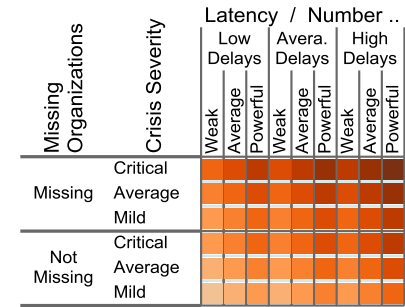 Latency / Number ..
Low Delays
Avera. Delays
High Delays
Missing Organizations
Crisis Severity
Weak
Average
Powerful
Weak
Average
Powerful
Weak
Average
Powerful
Missing
Critical
Average
Mild
Not Missing
Critical
Average
Mild